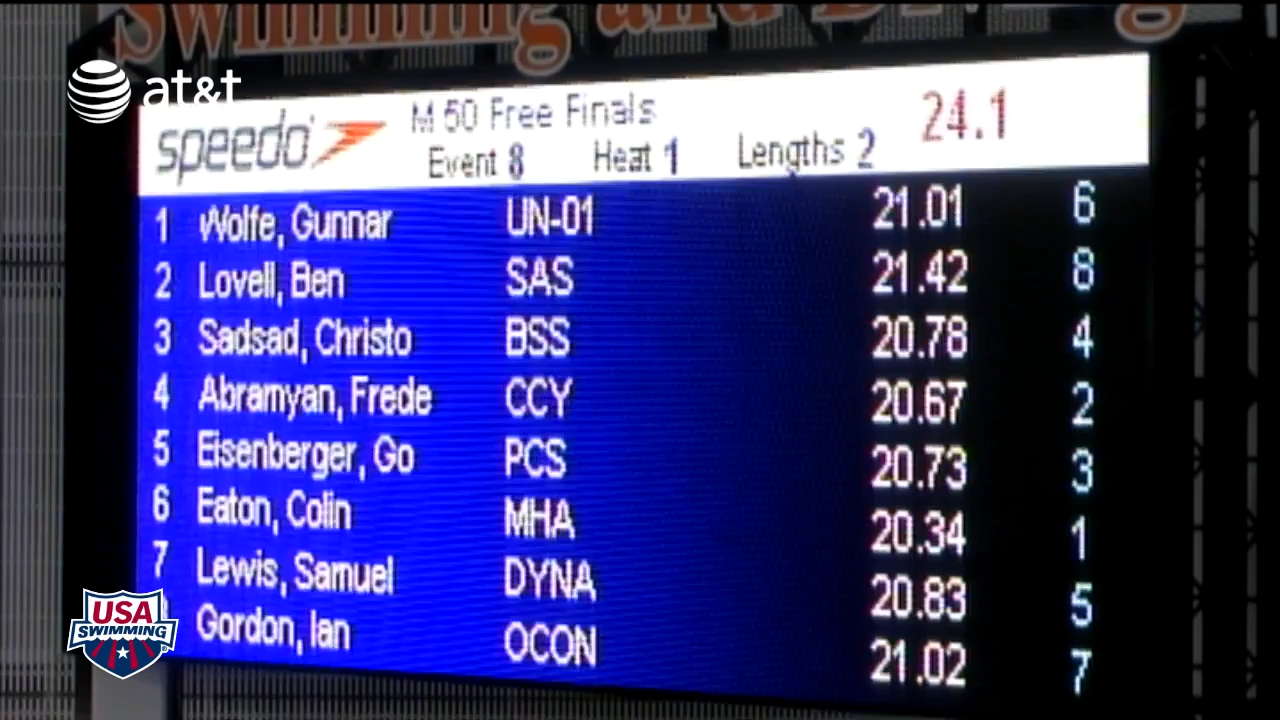 Swimming and Diving
at&t
speedo
M 50 Free Finals 24.1
Event 8 Heat 1 Lengths 2
1 Wolfe, Gunnar UN-01 21.01 6
2 Lovell, Ben SAS 21.42 8
3 Sadsad, Christo BSS 20.78 4
4 Abramyan, Frede CCY 20.67 2
5 Eisenberger, Go PCS 20.73 3
6 Eaton, Colin MHA 20.34 1
7 Lewis, Samuel DYNA 20.83 5
Gordon, Ian OCON 21.02 7
USA
SWIMMING